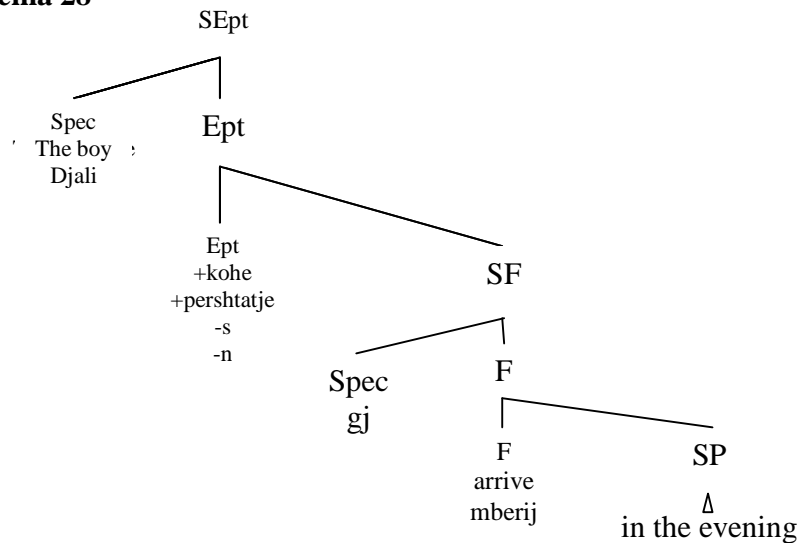 SEpt
Spec
The boy
Djali
Ept
Ept
+kohe
+pershtatje
-s
-n
SF
Spec
gj
F
F
arrive
mberij
SP
in the evening